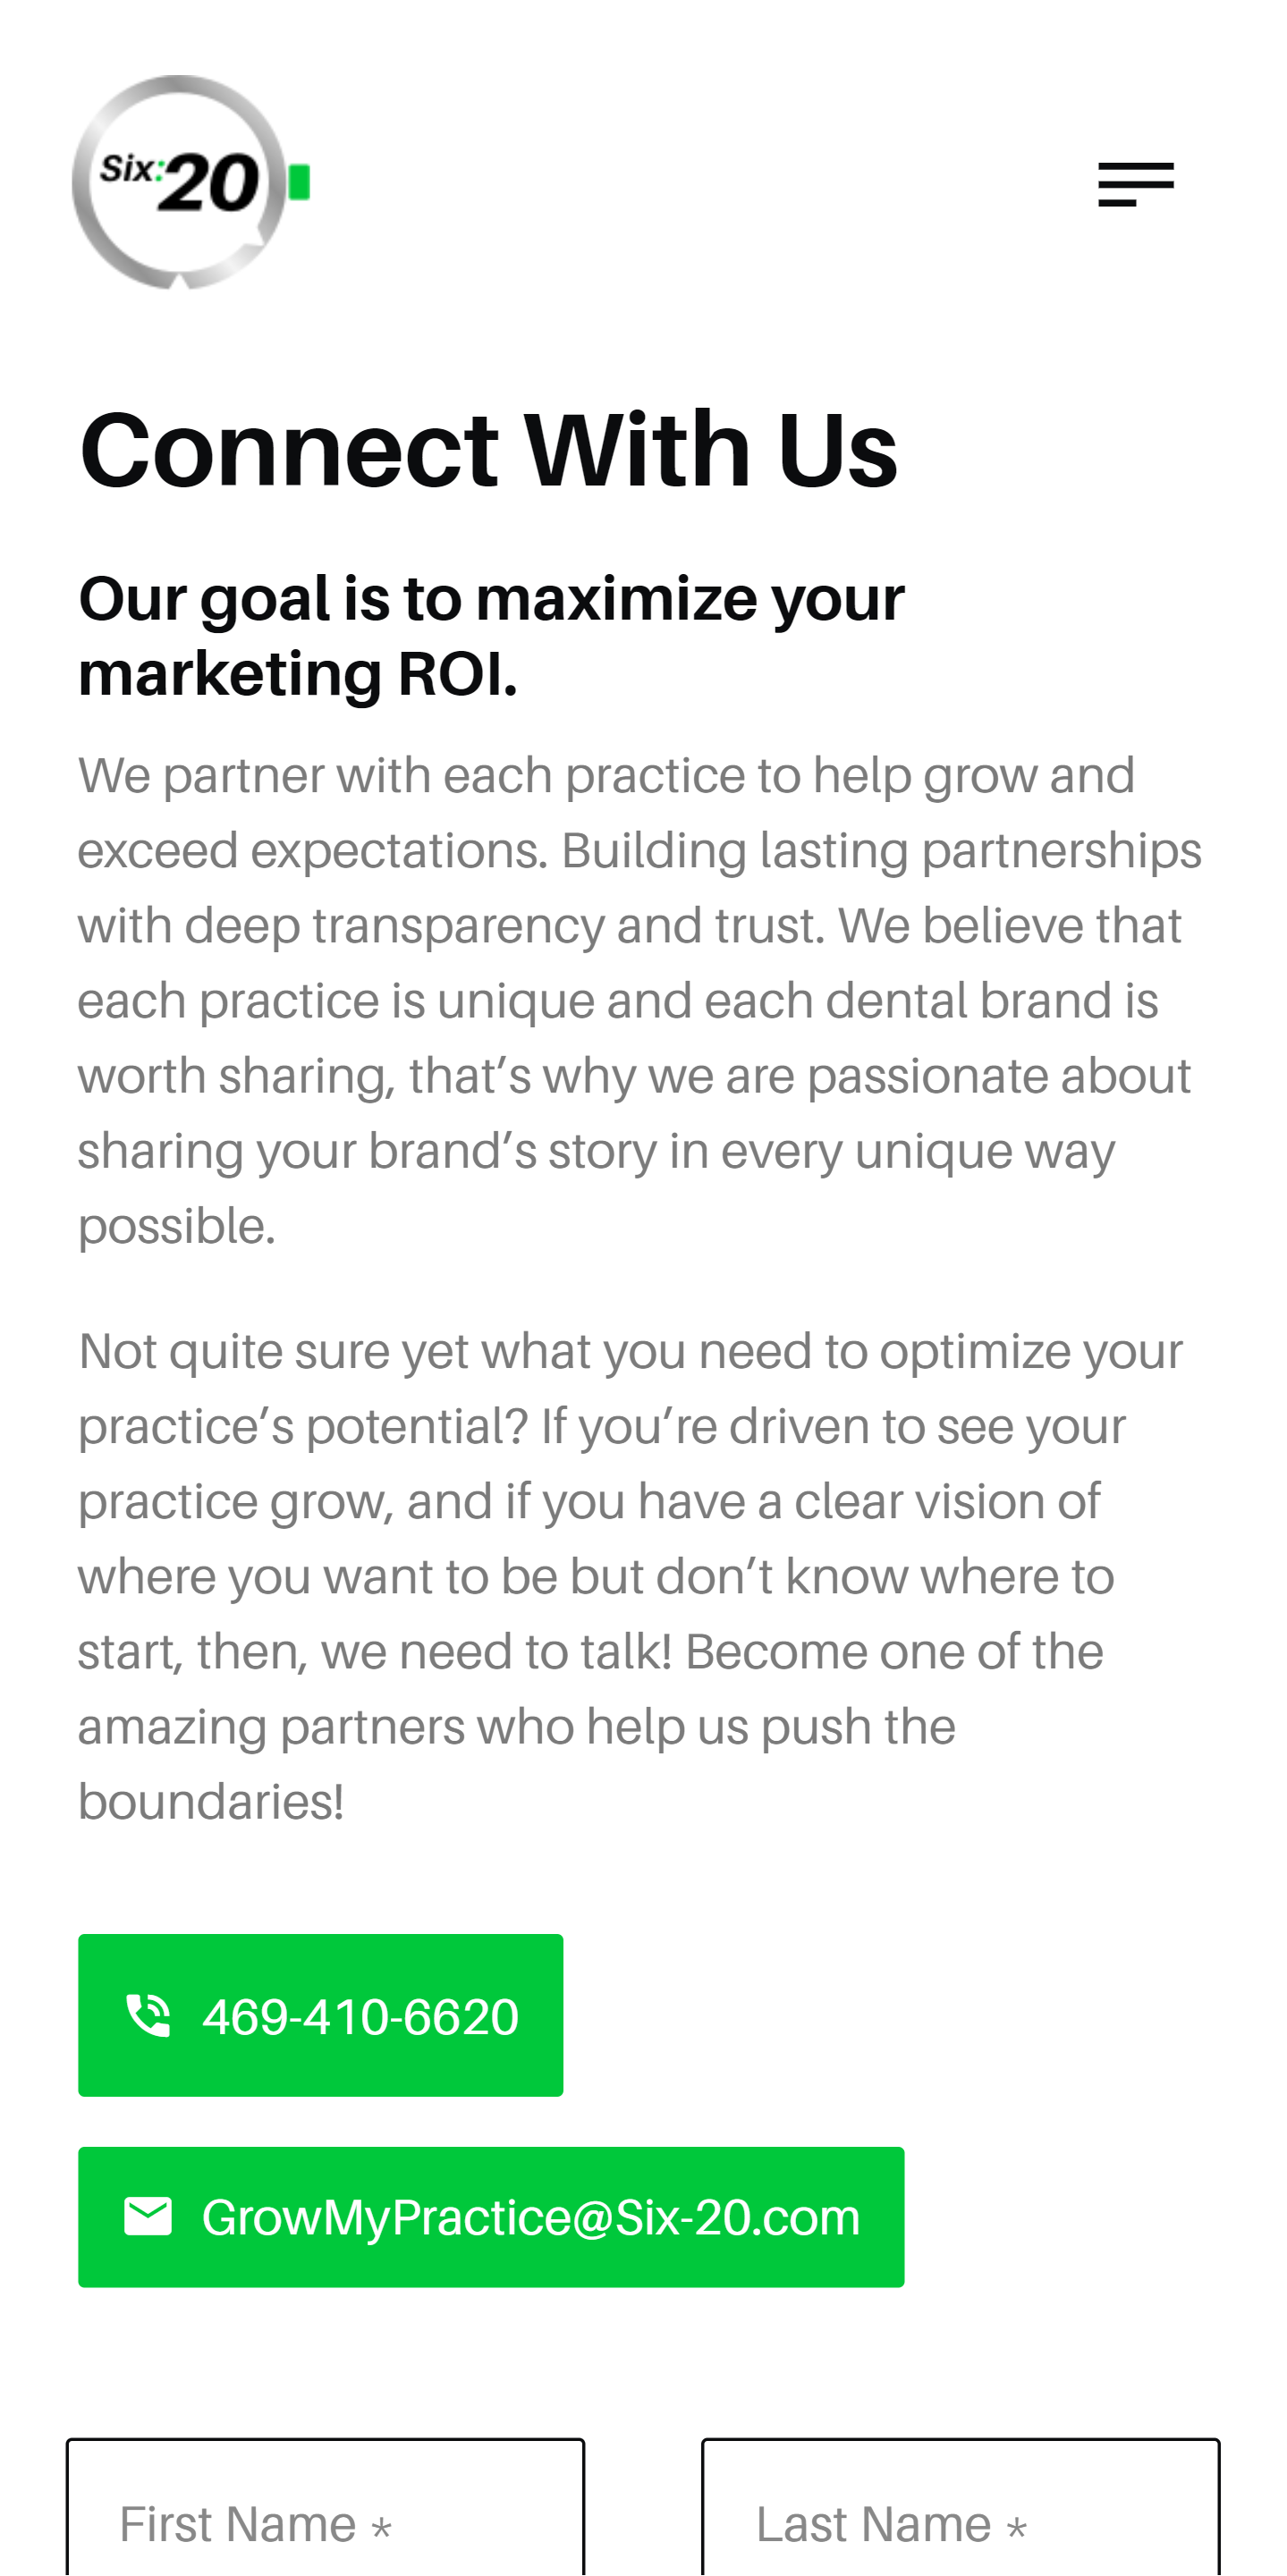 Six:20
Connect With Us
Our goal is to maximize your
marketing ROI.
We partner with each practice to help grow and
exceed expectations. Building lasting partnerships
with deep transparency and trust. We believe that
each practice is unique and each dental brand is
worth sharing, that’s why we are passionate about
sharing your brand’s story in every unique way
possible.
Not quite sure yet what you need to optimize your
practice’s potential? If you’re driven to see your
practice grow, and if you have a clear vision of
where you want to be but don’t know where to
start, then, we need to talk! Become one of the
amazing partners who help us push the
boundaries!
469-410-6620
GrowMyPractice@Six-20.com
First Name * Last Name *